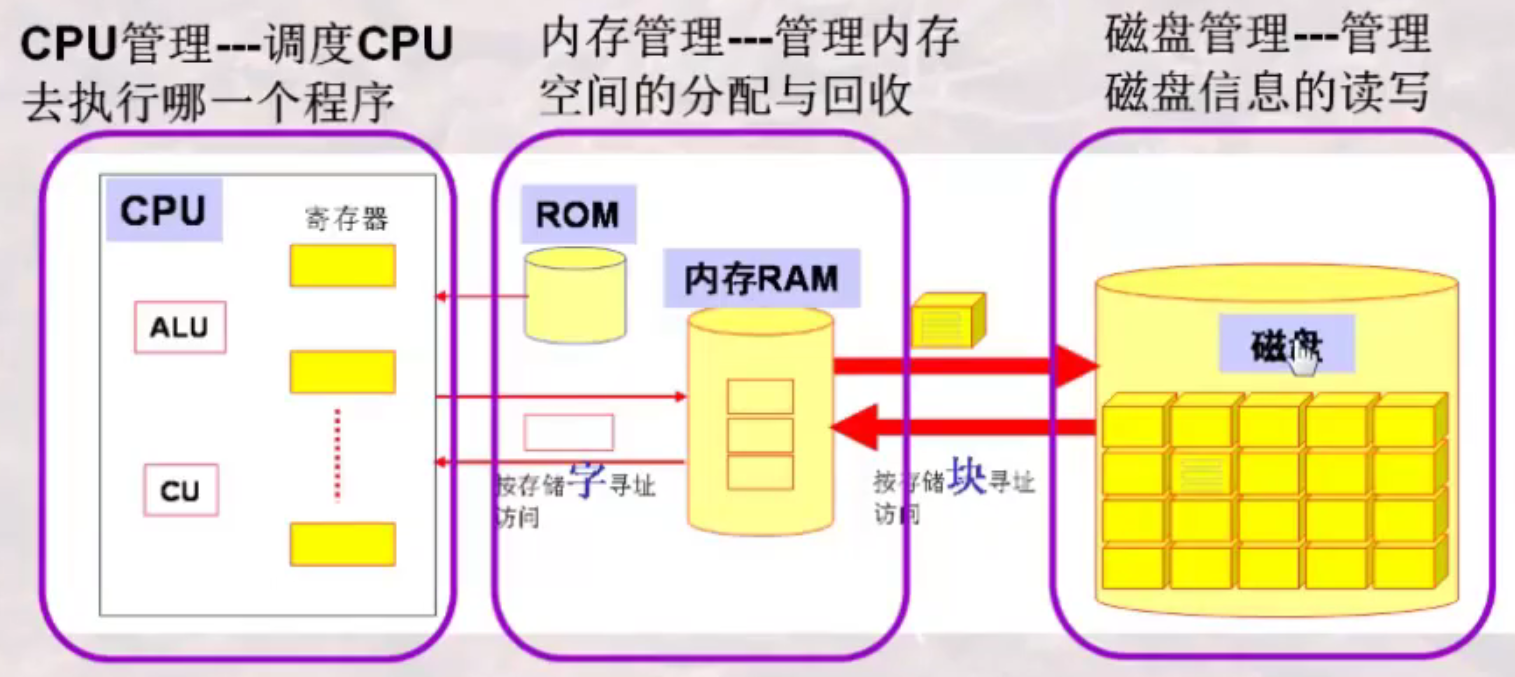 CPU管理---调度CPU
去执行哪一个程序
内存管理---管理内存
空间的分配与回收
磁盘管理---管理
磁盘信息的读写
CPU
寄存器
ALU
CU
ROM
内存RAM
按存储字寻址
访问
按存储块寻址
访问
磁盘